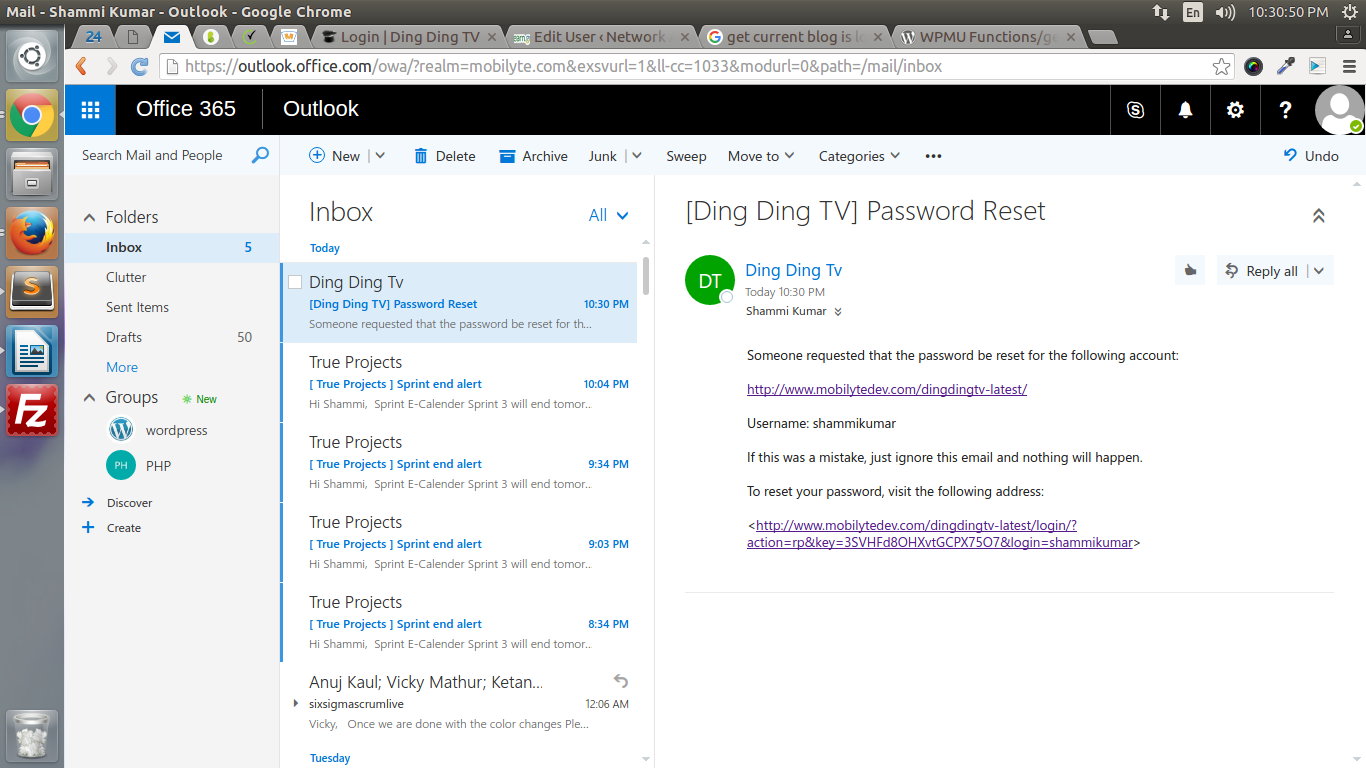 Mail - Shammi Kumar - Outlook - Google Chrome
En
10:30:50 PM
24
Login | Ding Ding TV
Edit User ‹ Network
get current blog is lo
WPMU Functions/ge
https://outlook.office.com/owa/?realm=mobilyte.com&exsvurl=1&ll-cc=1033&modurl=0&path=/mail/inbox
Office 365
Outlook
?
Search Mail and People
New
Delete
Archive
Junk
Sweep
Move to
Categories
•••
Undo
Folders
Inbox 5
Clutter
Sent Items
Drafts 50
More
Groups New
wordpress
PH PHP
Discover
Create
Inbox
All
Today
Ding Ding Tv
[Ding Ding TV] Password Reset 10:30 PM
Someone requested that the password be reset for th...
True Projects
[ True Projects ] Sprint end alert 10:04 PM
Hi Shammi, Sprint E-Calender Sprint 3 will end tomor...
True Projects
[ True Projects ] Sprint end alert 9:34 PM
Hi Shammi, Sprint E-Calender Sprint 3 will end tomor...
True Projects
[ True Projects ] Sprint end alert 9:03 PM
Hi Shammi, Sprint E-Calender Sprint 3 will end tomor...
True Projects
[ True Projects ] Sprint end alert 8:34 PM
Hi Shammi, Sprint E-Calender Sprint 3 will end tomor...
Anuj Kaul; Vicky Mathur; Ketan...
sixsigmascrumlive 12:06 AM
Vicky, Once we are done with the color changes Ple...
Tuesday
[Ding Ding TV] Password Reset
DT
Ding Ding Tv
Today 10:30 PM
Shammi Kumar
Reply all
Someone requested that the password be reset for the following account:
http://www.mobilytedev.com/dingdingtv-latest/
Username: shammikumar
If this was a mistake, just ignore this email and nothing will happen.
To reset your password, visit the following address:
<http://www.mobilytedev.com/dingdingtv-latest/login/?
action=rp&key=3SVHFd8OHXvtGCPX75O7&login=shammikumar>
S
Fz